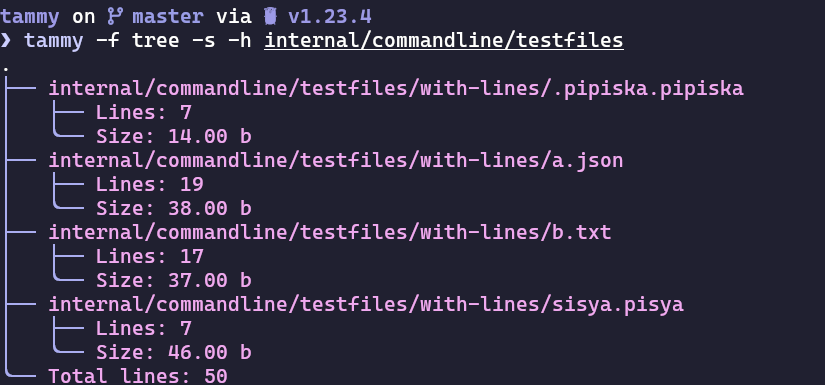 tammy on master via v1.23.4
❯ tammy -f tree -s -h internal/commandline/testfiles
.
├── internal/commandline/testfiles/with-lines/.pipiska.pipiska
│   ├── Lines: 7
│   ╰── Size: 14.00 b
├── internal/commandline/testfiles/with-lines/a.json
│   ├── Lines: 19
│   ╰── Size: 38.00 b
├── internal/commandline/testfiles/with-lines/b.txt
│   ├── Lines: 17
│   ╰── Size: 37.00 b
├── internal/commandline/testfiles/with-lines/sisya.pisya
│   ├── Lines: 7
│   ╰── Size: 46.00 b
╰── Total lines: 50